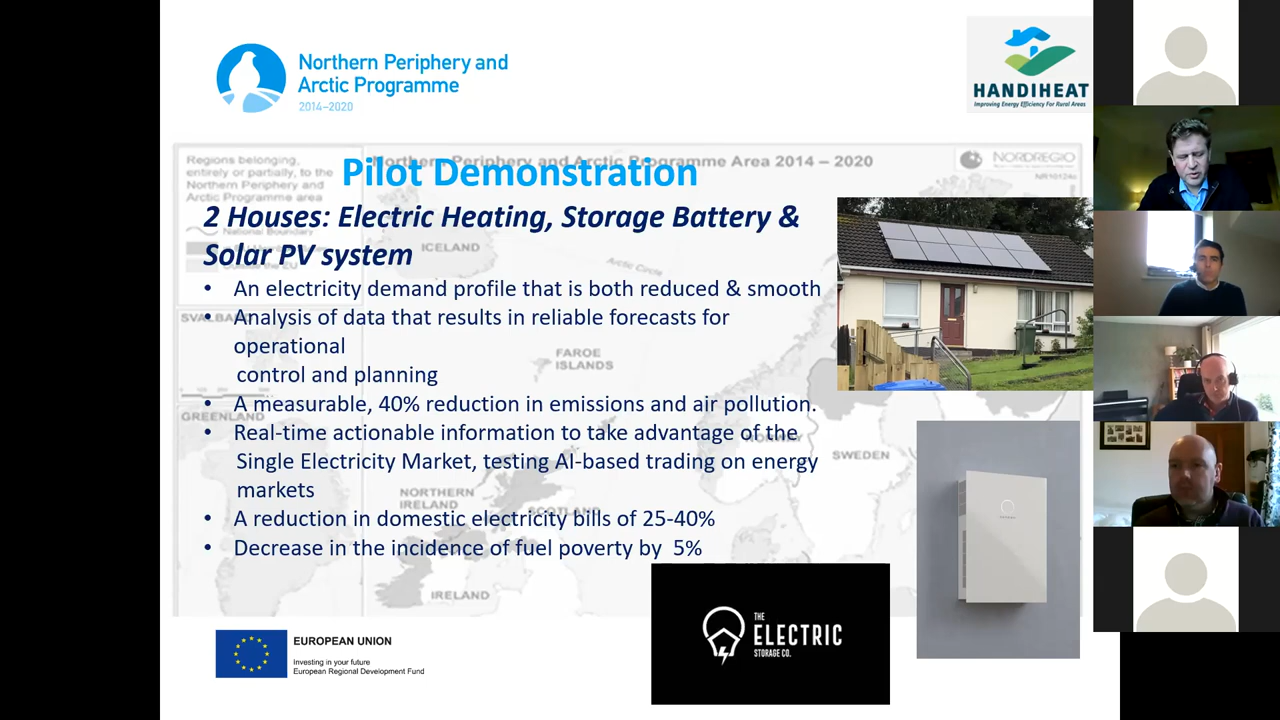 Northern Periphery and
Arctic Programme
2014–2020
HANDIHEAT
Improving Energy Efficiency For Rural Areas
Regions belonging,
entirely or partially, to the
Northern Periphery and
Arctic Programme area
Northern Periphery and Arctic Programme Area 2014 – 2020
NORDREGIO
Pilot Demonstration
2 Houses: Electric Heating, Storage Battery &
Solar PV system
National Boundary
ICELAND
Arctic Circle
• An electricity demand profile that is both reduced & smooth
• Analysis of data that results in reliable forecasts for
operational
control and planning
SVALBA
FAROE
ISLANDS
GREENLAND
• A measurable, 40% reduction in emissions and air pollution.
• Real-time actionable information to take advantage of the
Single Electricity Market, testing AI-based trading on energy
markets
NORWAY
SWEDEN
NORTHERN
IRELAND
SCOTLAND
• A reduction in domestic electricity bills of 25-40%
• Decrease in the incidence of fuel poverty by 5%
IRELAND
THE
ELECTRIC
STORAGE CO.
EUROPEAN UNION
Investing in your future
European Regional Development Fund